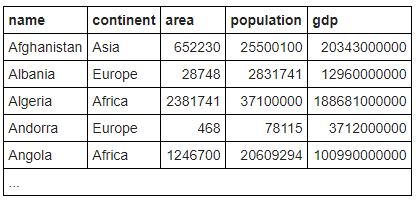 name continent area population gdp
Afghanistan Asia 652230 25500100 20343000000
Albania Europe 28748 2831741 12960000000
Algeria Africa 2381741 37100000 188681000000
Andorra Europe 468 78115 3712000000
Angola Africa 1246700 20609294 100990000000
...